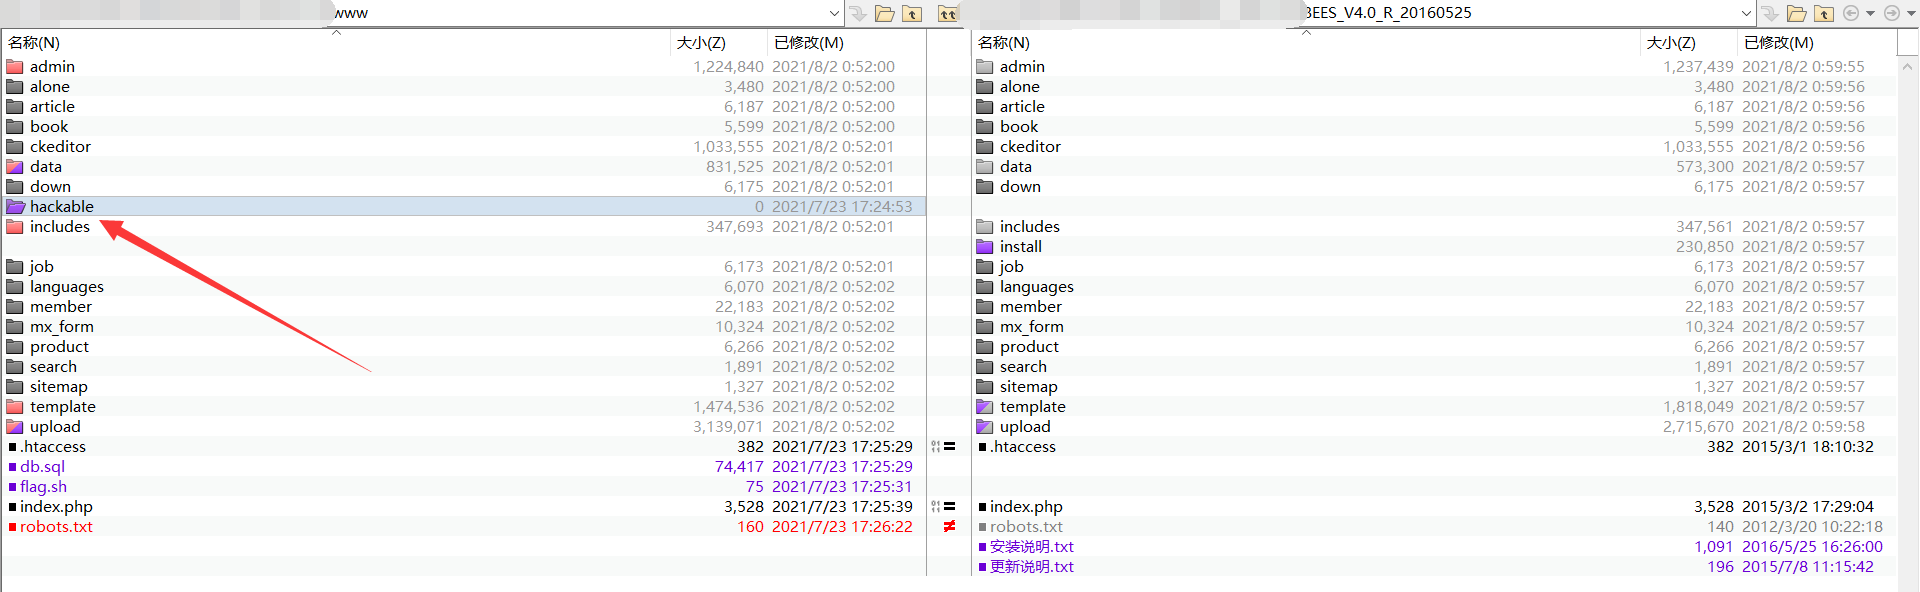 www BEES_V4.0_R_20160525
名称(N) 大小(Z) 已修改(M) 名称(N) 大小(Z) 已修改(M)
admin 1,224,840 2021/8/2 0:52:00 admin 1,237,439 2021/8/2 0:59:55
alone 3,480 2021/8/2 0:52:00 alone 3,480 2021/8/2 0:59:56
article 6,187 2021/8/2 0:52:00 article 6,187 2021/8/2 0:59:56
book 5,599 2021/8/2 0:52:00 book 5,599 2021/8/2 0:59:56
ckeditor 1,033,555 2021/8/2 0:52:01 ckeditor 1,033,555 2021/8/2 0:59:56
data 831,525 2021/8/2 0:52:01 data 573,300 2021/8/2 0:59:57
down 6,175 2021/8/2 0:52:01 down 6,175 2021/8/2 0:59:57
hackable 0 2021/7/23 17:24:53
includes 347,693 2021/8/2 0:52:01 includes 347,561 2021/8/2 0:59:57
install 230,850 2021/8/2 0:59:57
job 6,173 2021/8/2 0:52:01 job 6,173 2021/8/2 0:59:57
languages 6,070 2021/8/2 0:52:02 languages 6,070 2021/8/2 0:59:57
member 22,183 2021/8/2 0:52:02 member 22,183 2021/8/2 0:59:57
mx_form 10,324 2021/8/2 0:52:02 mx_form 10,324 2021/8/2 0:59:57
product 6,266 2021/8/2 0:52:02 product 6,266 2021/8/2 0:59:57
search 1,891 2021/8/2 0:52:02 search 1,891 2021/8/2 0:59:57
sitemap 1,327 2021/8/2 0:52:02 sitemap 1,327 2021/8/2 0:59:57
template 1,474,536 2021/8/2 0:52:02 template 1,818,049 2021/8/2 0:59:57
upload 3,139,071 2021/8/2 0:52:02 upload 2,715,670 2021/8/2 0:59:58
.htaccess 382 2021/7/23 17:25:29 = .htaccess 382 2015/3/1 18:10:32
db.sql 74,417 2021/7/23 17:25:29
flag.sh 75 2021/7/23 17:25:31
index.php 3,528 2021/7/23 17:25:39 = index.php 3,528 2015/3/2 17:29:04
robots.txt 160 2021/7/23 17:26:22 ≠ robots.txt 140 2012/3/20 10:22:18
安装说明.txt 1,091 2016/5/25 16:26:00
更新说明.txt 196 2015/7/8 11:15:42